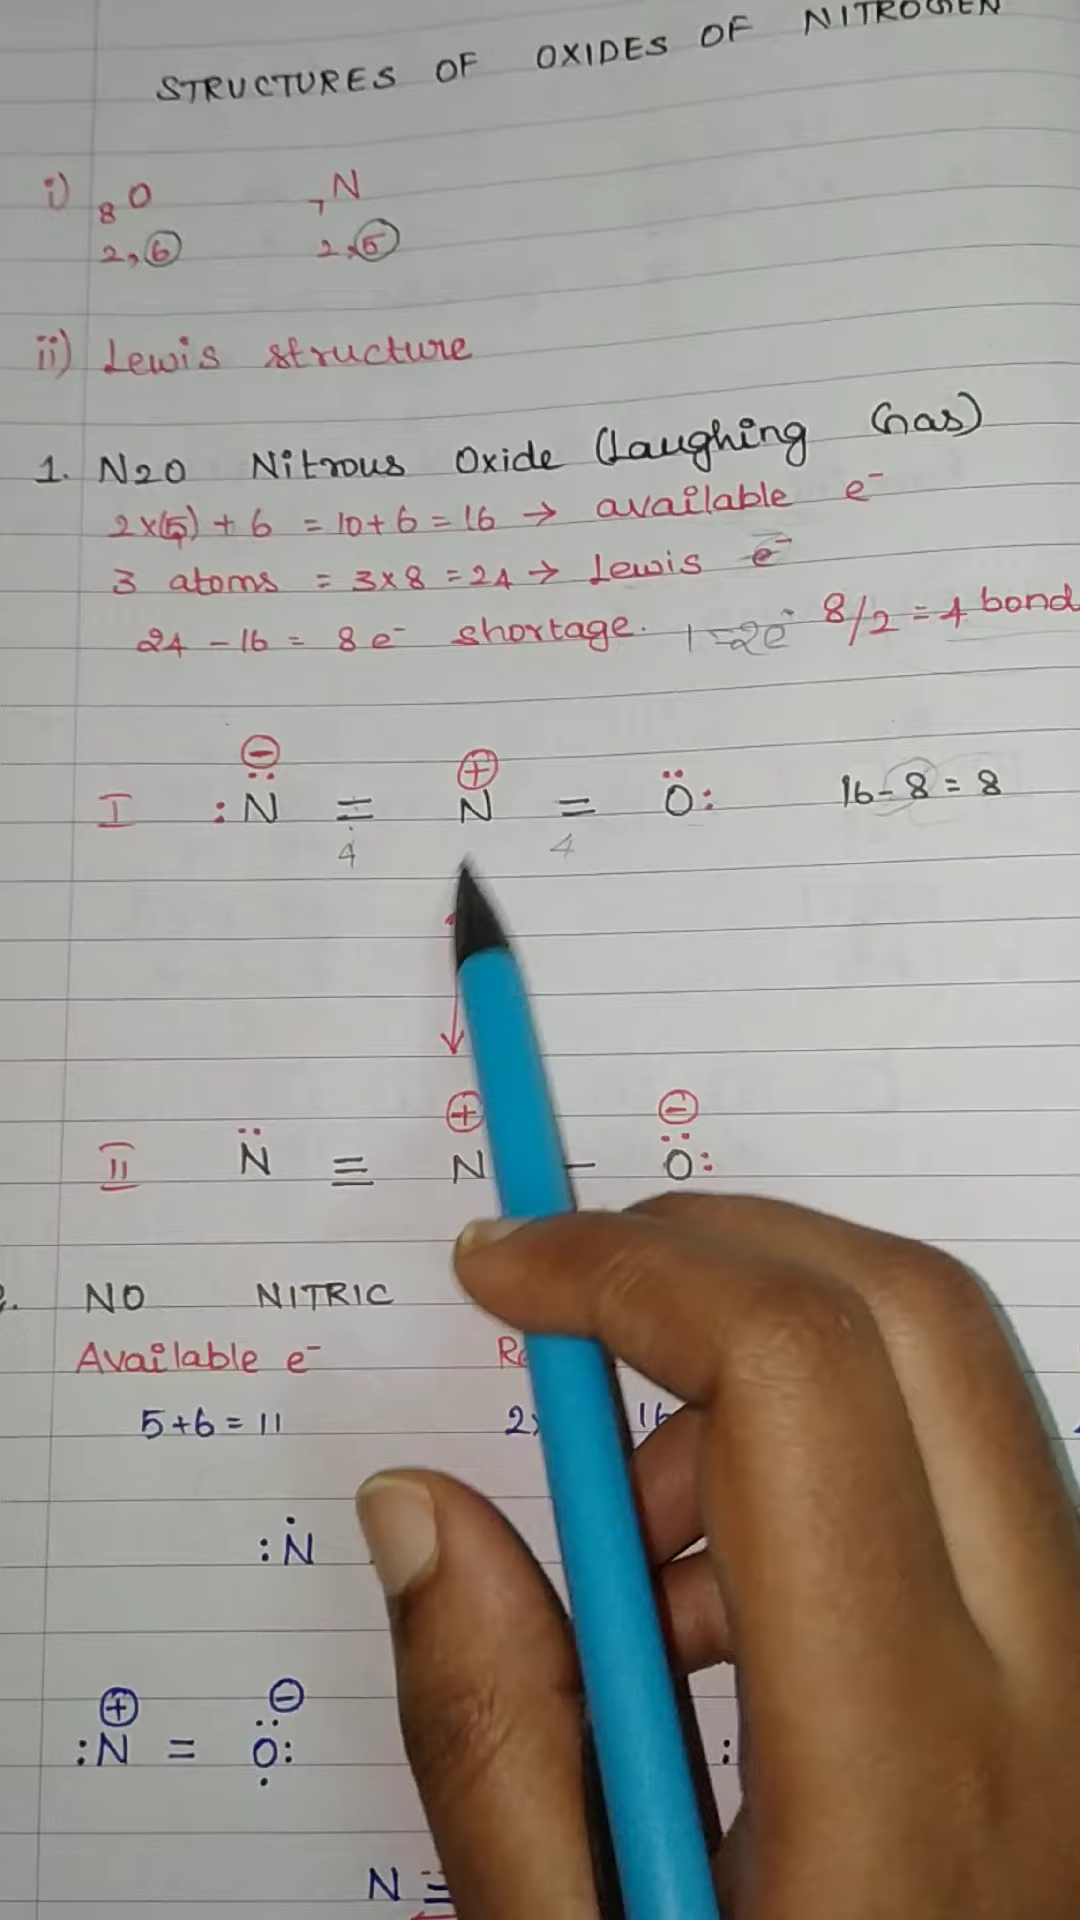 STRUCTURES OF OXIDES OF NITROGEN
i) 8O 7N
2,6 2,5
ii) Lewis structure
1. N2O Nitrous Oxide (Laughing Gas)
2×(5) + 6 = 10+6 = 16 → available e⁻
3 atoms = 3×8 = 24 → Lewis e⁻
24 - 16 = 8e⁻ shortage. 1=2e⁻ 8/2 = 4 bond
I :N̈⊖ = N⊕ = Ö: 16-8 = 8
4 4
II N̈ ≡ N⊕ - Ö:⊖
NO NITRIC
Available e⁻
5+6 = 11 16
:Ṅ
:N⊕ = Ö:⊖
N ≡